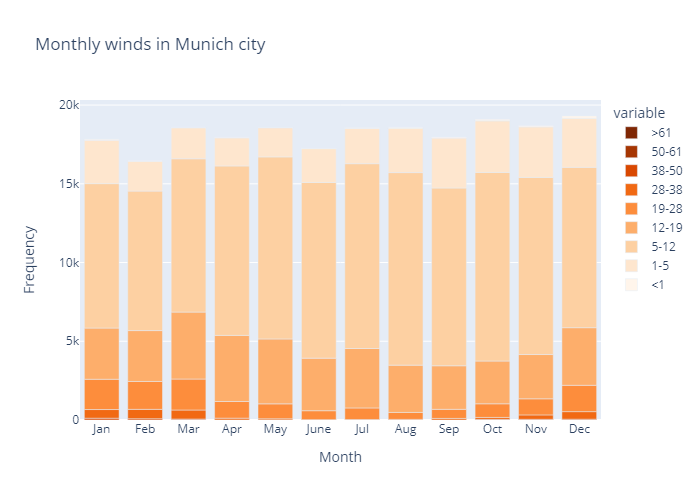 Monthly winds in Munich city
variable
>61
50-61
38-50
28-38
19-28
12-19
5-12
1-5
<1
20k
15k
10k
5k
0
Frequency
Jan Feb Mar Apr May June Jul Aug Sep Oct Nov Dec
Month